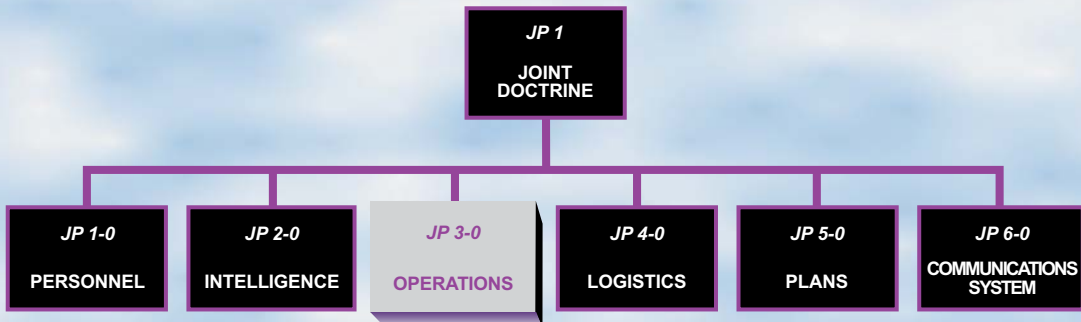 JP 1
JOINT
DOCTRINE
JP 1-0
PERSONNEL
JP 2-0
INTELLIGENCE
JP 3-0
OPERATIONS
JP 4-0
LOGISTICS
JP 5-0
PLANS
JP 6-0
COMMUNICATIONS
SYSTEM